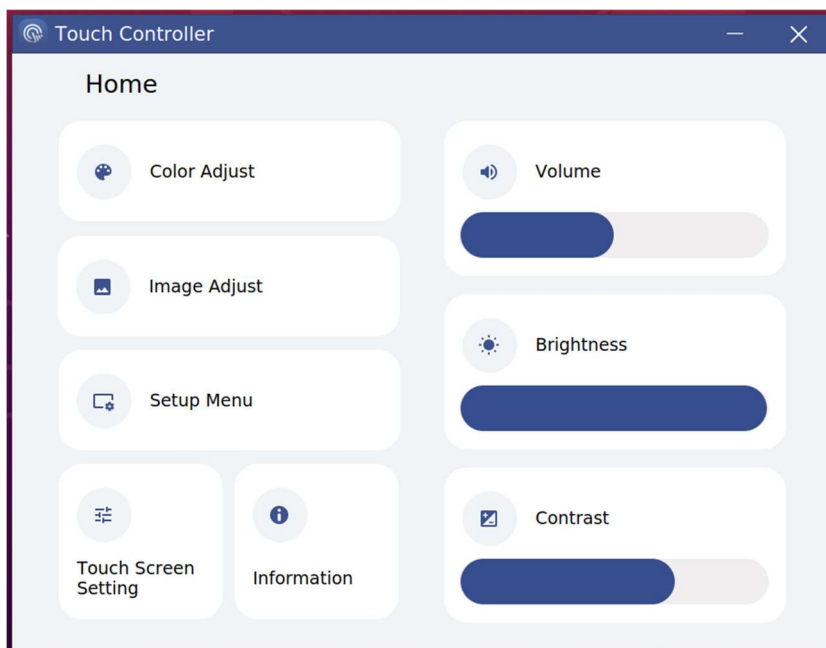 Touch Controller
Home
Color Adjust
Image Adjust
Setup Menu
Touch Screen
Setting
Information
Volume
Brightness
Contrast